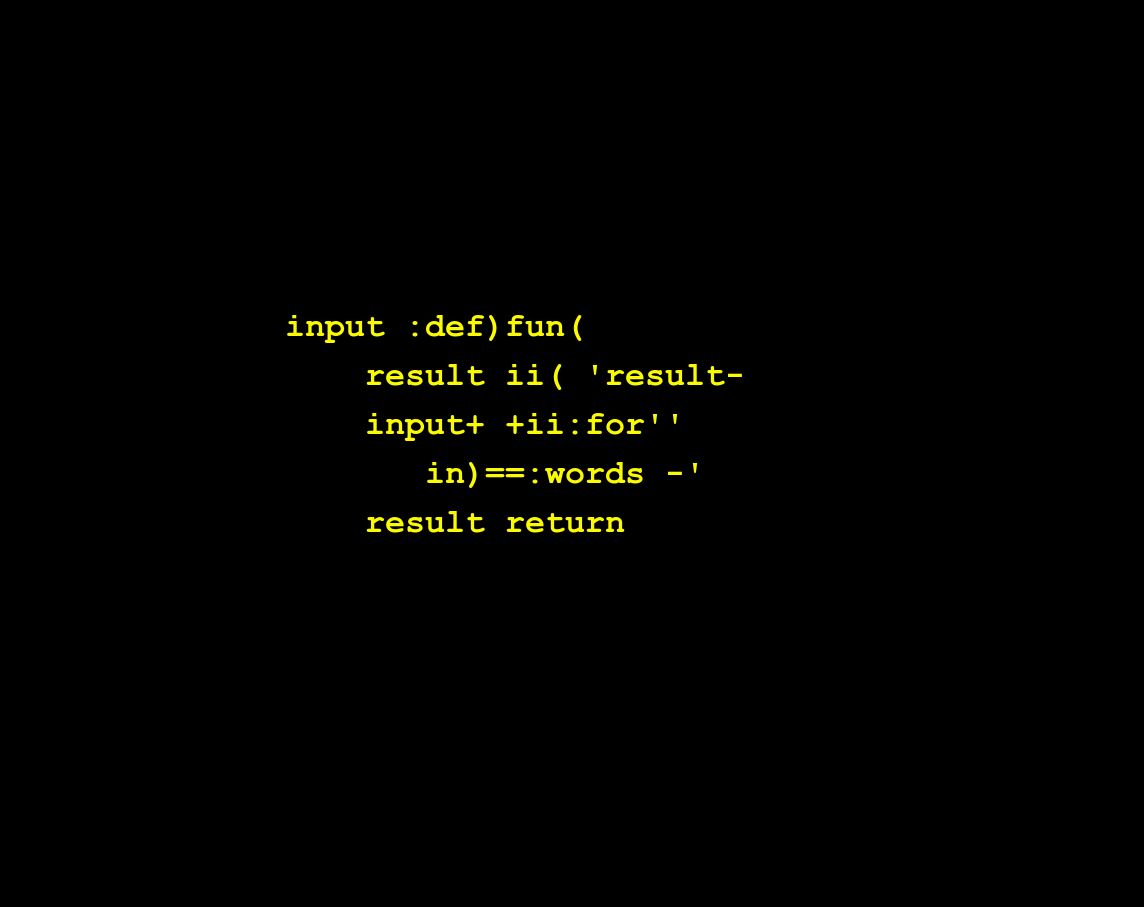 input :def)fun(
    result ii( 'result-
    input+ +ii:for''
       in)==:words -'
    result return